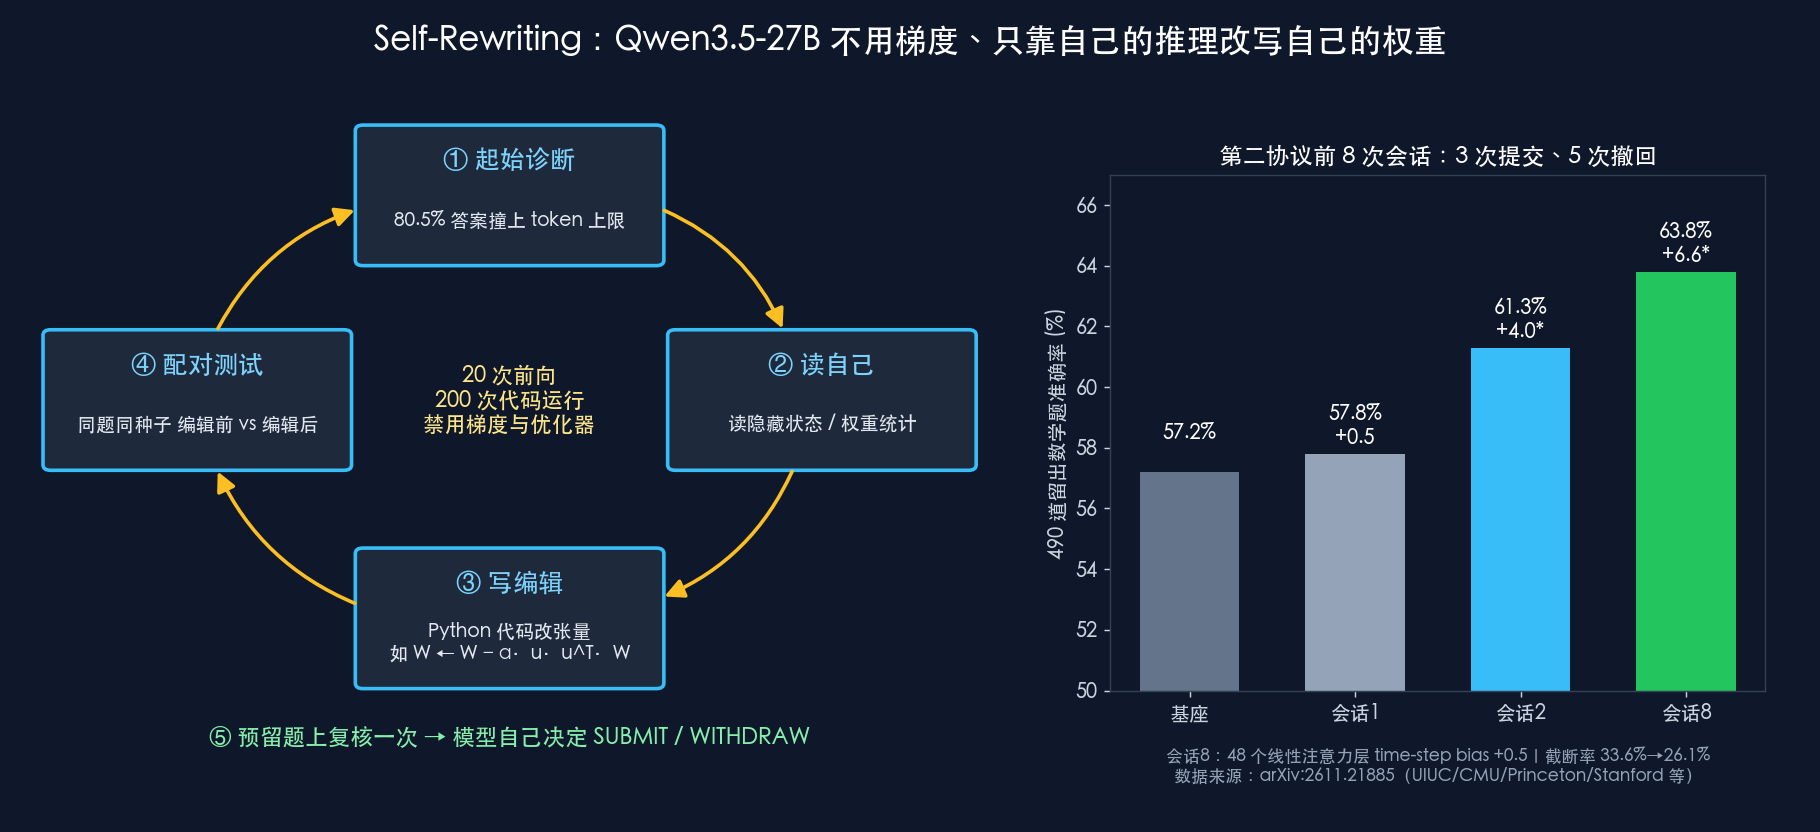 Self-Rewriting：Qwen3.5-27B 不用梯度、只靠自己的推理改写自己的权重
① 起始诊断
80.5% 答案撞上 token 上限
② 读自己
读隐藏状态 / 权重统计
③ 写编辑
Python 代码改张量
如 W ← W − a· u· u^T· W
④ 配对测试
同题同种子 编辑前 vs 编辑后
20 次前向
200 次代码运行
禁用梯度与优化器
⑤ 预留题上复核一次 → 模型自己决定 SUBMIT / WITHDRAW
第二协议前 8 次会话：3 次提交、5 次撤回
490 道留出数学题准确率 (%)
66
64
62
60
58
56
54
52
50
57.2%
57.8%
+0.5
61.3%
+4.0*
63.8%
+6.6*
基座
会话1
会话2
会话8
会话8：48 个线性注意力层 time-step bias +0.5 | 截断率 33.6%→26.1%
数据来源：arXiv:2611.21885（UIUC/CMU/Princeton/Stanford 等）